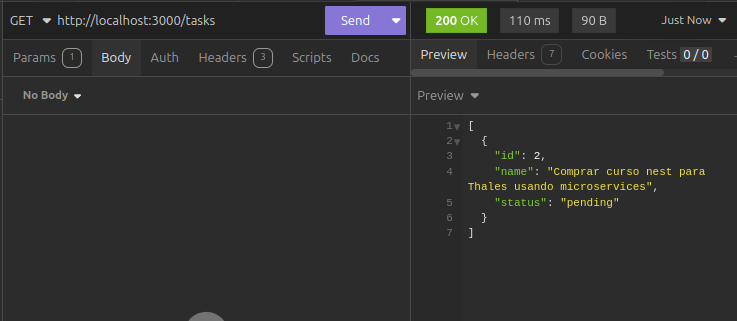 GET http://localhost:3000/tasks Send
200 OK 110 ms 90 B Just Now
Params 1 Body Auth Headers 3 Scripts Docs
Preview Headers 7 Cookies Tests 0 / 0
No Body
Preview
1 [
2 {
3 "id": 2,
4 "name": "Comprar curso nest para
Thales usando microservices",
5 "status": "pending"
6 }
7 ]